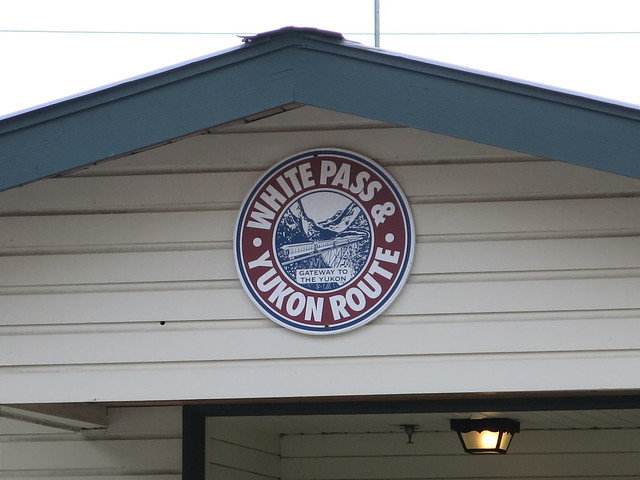 WHITE PASS &
YUKON ROUTE
GATEWAY TO
THE YUKON